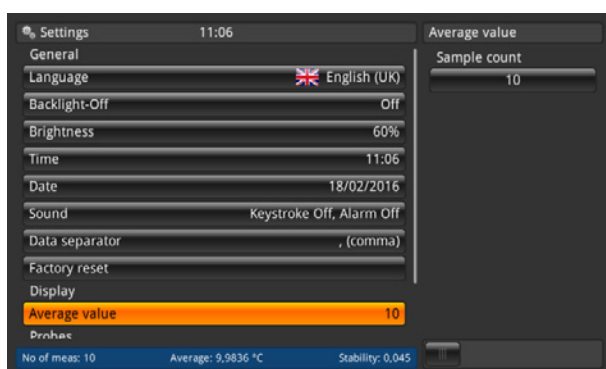 Settings 11:06
General
Language English (UK)
Backlight-Off Off
Brightness 60%
Time 11:06
Date 18/02/2016
Sound Keystroke Off, Alarm Off
Data separator , (comma)
Factory reset
Display
Average value 10
Probes
No of meas: 10 Average: 9,9836 °C Stability: 0,045
Average value
Sample count
10